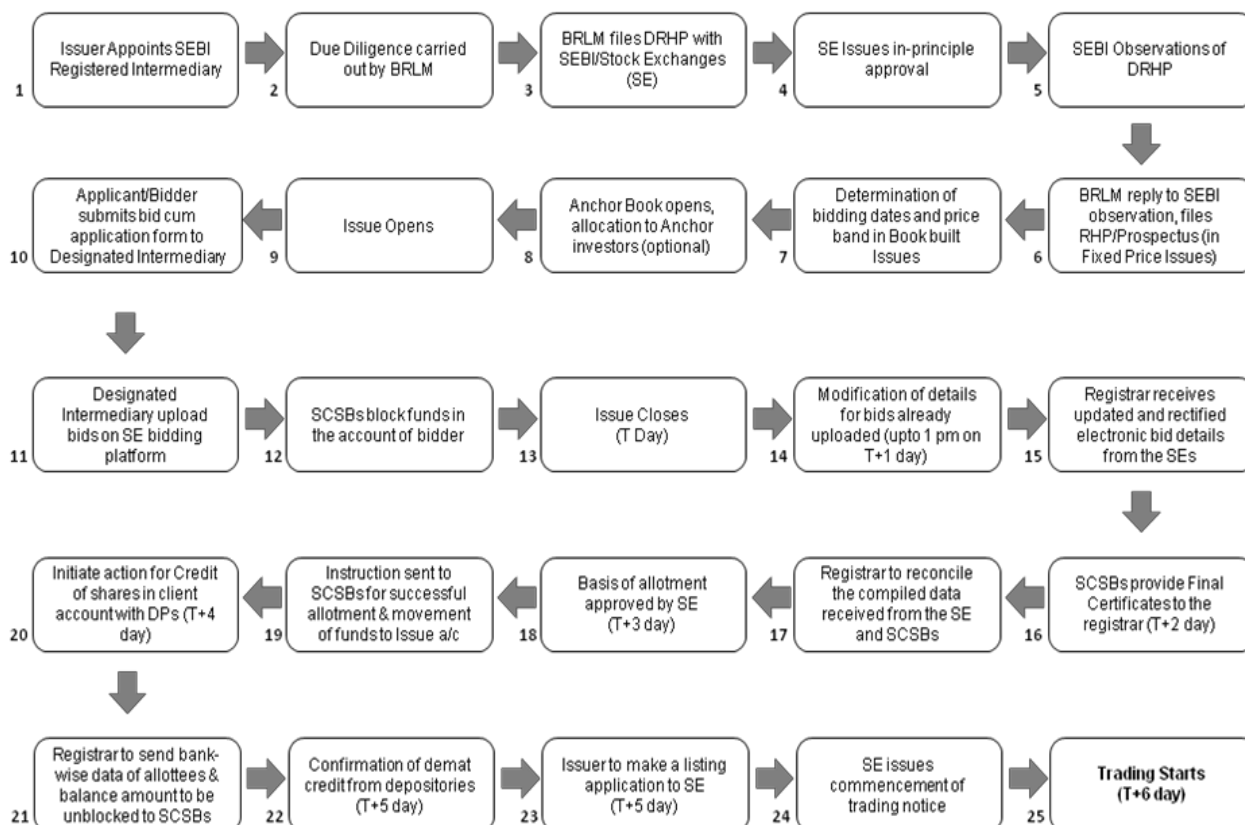 Issuer Appoints SEBI
Registered Intermediary
1
Due Diligence carried
out by BRLM
2
BRLM files DRHP with
SEBI/Stock Exchanges
(SE)
3
SE Issues in-principle
approval
4
SEBI Observations of
DRHP
5
BRLM reply to SEBI
observation, files
RHP/Prospectus (in
Fixed Price Issues)
6
Determination of
bidding dates and price
band in Book built
Issues
7
Anchor Book opens,
allocation to Anchor
investors (optional)
8
Issue Opens
9
Applicant/Bidder
submits bid cum
application form to
Designated Intermediary
10
Designated
Intermediary upload
bids on SE bidding
platform
11
SCSBs block funds in
the account of bidder
12
Issue Closes
(T Day)
13
Modification of details
for bids already
uploaded (upto 1 pm on
T+1 day)
14
Registrar receives
updated and rectified
electronic bid details
from the SEs
15
SCSBs provide Final
Certificates to the
registrar (T+2 day)
16
Registrar to reconcile
the compiled data
received from the SE
and SCSBs
17
Basis of allotment
approved by SE
(T+3 day)
18
Instruction sent to
SCSBs for successful
allotment & movement
of funds to Issue a/c
19
Initiate action for Credit
of shares in client
account with DPs (T+4
day)
20
Registrar to send bank-
wise data of allottees &
balance amount to be
unblocked to SCSBs
21
Confirmation of demat
credit from depositories
(T+5 day)
22
Issuer to make a listing
application to SE
(T+5 day)
23
SE issues
commencement of
trading notice
24
Trading Starts
(T+6 day)
25